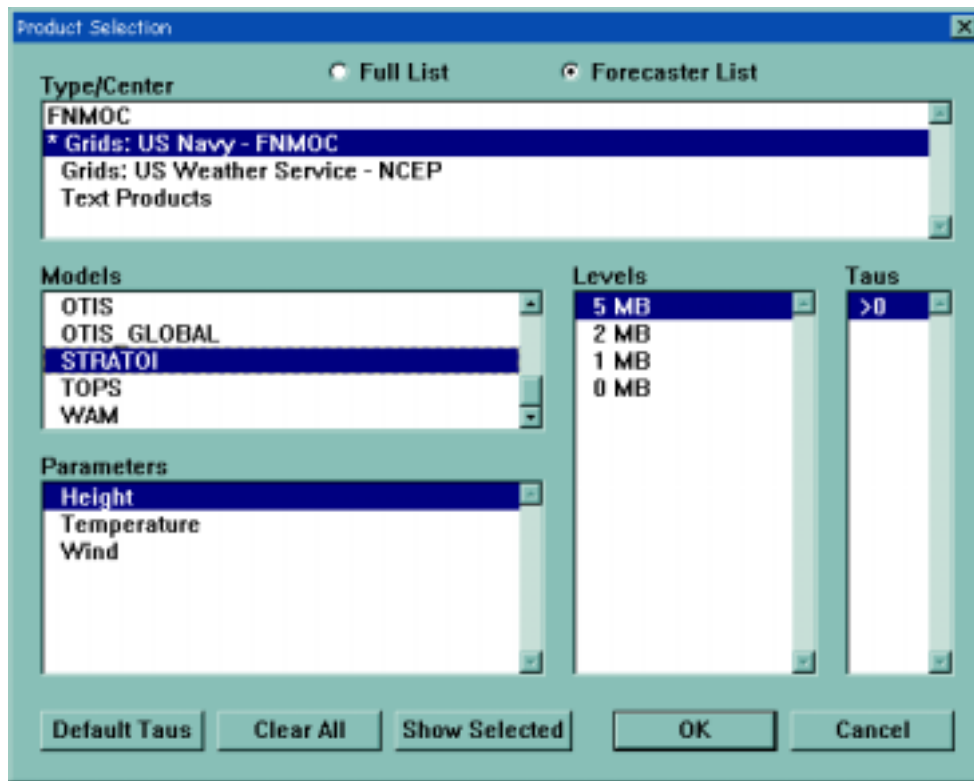 Product Selection
Full List
Forecaster List
Type/Center
FNMOC
* Grids: US Navy - FNMOC
Grids: US Weather Service - NCEP
Text Products
Models
OTIS
OTIS_GLOBAL
STRATOI
TOPS
WAM
Levels
5 MB
2 MB
1 MB
0 MB
Taus
>0
Parameters
Height
Temperature
Wind
Default Taus
Clear All
Show Selected
OK
Cancel